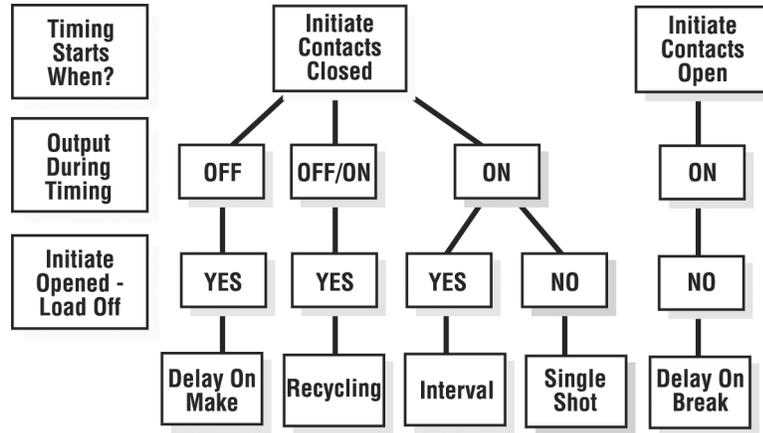 Timing
Starts
When?
Initiate
Contacts
Closed
Initiate
Contacts
Open
Output
During
Timing
OFF
OFF/ON
ON
ON
Initiate
Opened -
Load Off
YES
YES
YES
NO
NO
Delay On
Make
Recycling
Interval
Single
Shot
Delay On
Break